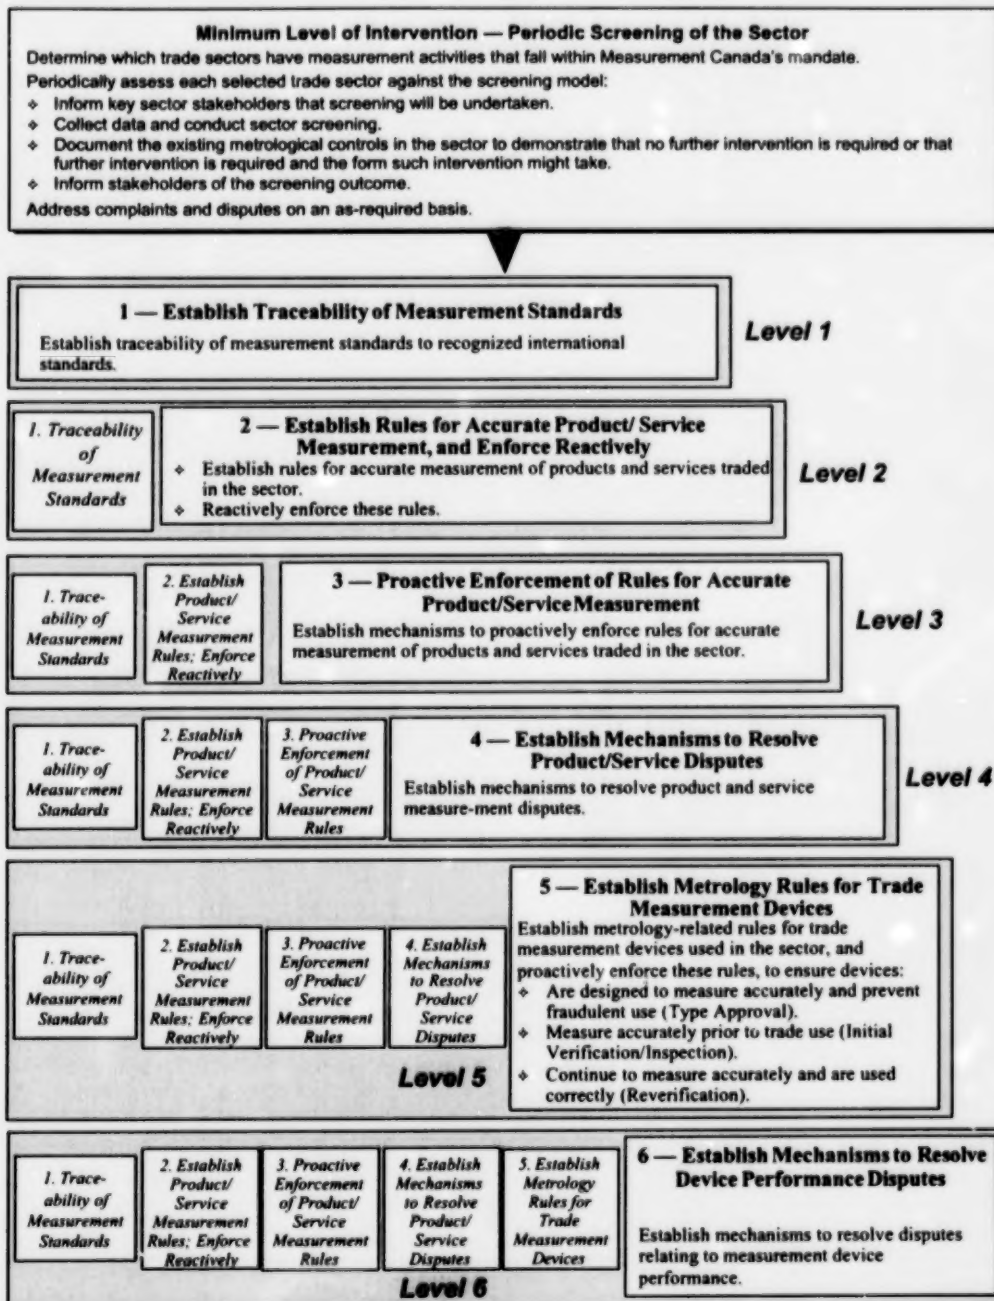 Minimum Level of Intervention — Periodic Screening of the Sector
Determine which trade sectors have measurement activities that fall within Measurement Canada's mandate.
Periodically assess each selected trade sector against the screening model:
❖ Inform key sector stakeholders that screening will be undertaken.
❖ Collect data and conduct sector screening.
❖ Document the existing metrological controls in the sector to demonstrate that no further intervention is required or that
further intervention is required and the form such intervention might take.
❖ Inform stakeholders of the screening outcome.
Address complaints and disputes on an as-required basis.
1 — Establish Traceability of Measurement Standards
Establish traceability of measurement standards to recognized international
standards.
Level 1
1. Traceability
of
Measurement
Standards
2 — Establish Rules for Accurate Product/ Service
Measurement, and Enforce Reactively
❖ Establish rules for accurate measurement of products and services traded
in the sector.
❖ Reactively enforce these rules.
Level 2
1. Trace-
ability of
Measurement
Standards
2. Establish
Product/
Service
Measurement
Rules; Enforce
Reactively
3 — Proactive Enforcement of Rules for Accurate
Product/Service Measurement
Establish mechanisms to proactively enforce rules for accurate
measurement of products and services traded in the sector.
Level 3
1. Trace-
ability of
Measurement
Standards
2. Establish
Product/
Service
Measurement
Rules; Enforce
Reactively
3. Proactive
Enforcement
of Product/
Service
Measurement
Rules
4 — Establish Mechanisms to Resolve
Product/Service Disputes
Establish mechanisms to resolve product and service
measure-ment disputes.
Level 4
1. Trace-
ability of
Measurement
Standards
2. Establish
Product/
Service
Measurement
Rules; Enforce
Reactively
3. Proactive
Enforcement
of Product/
Service
Measurement
Rules
4. Establish
Mechanisms
to Resolve
Product/
Service
Disputes
5 — Establish Metrology Rules for Trade
Measurement Devices
Establish metrology-related rules for trade
measurement devices used in the sector, and
proactively enforce these rules, to ensure devices:
❖ Are designed to measure accurately and prevent
fraudulent use (Type Approval).
❖ Measure accurately prior to trade use (Initial
Verification/Inspection).
❖ Continue to measure accurately and are used
correctly (Reverification).
Level 5
1. Trace-
ability of
Measurement
Standards
2. Establish
Product/
Service
Measurement
Rules; Enforce
Reactively
3. Proactive
Enforcement
of Product/
Service
Measurement
Rules
4. Establish
Mechanisms
to Resolve
Product/
Service
Disputes
5. Establish
Metrology
Rules for
Trade
Measurement
Devices
6 — Establish Mechanisms to Resolve
Device Performance Disputes
Establish mechanisms to resolve disputes
relating to measurement device
performance.
Level 6